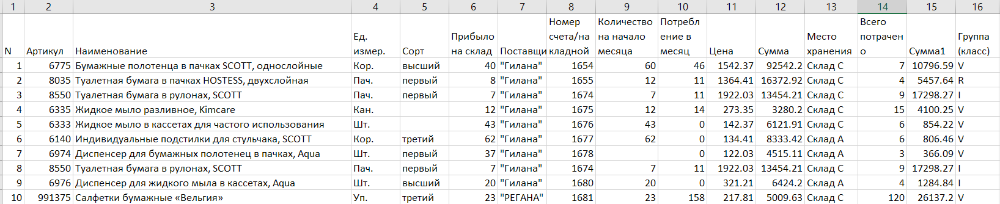 1 2 3 4 5 6 7 8 9 10 11 12 13 14 15 16
N Артикул Наименование Ед. измер. Сорт Прибыло на склад Поставщи Номер счета/на кладной Количество на начало месяца Потребл ение в месяц Цена Сумма Место хранения Всего потрачен о Сумма1 Группа (класс)
1 6775 Бумажные полотенца в пачках SCOTT, однослойные Кор. высший 40 "Гилана" 1654 60 46 1542.37 92542.2 Склад С 7 10796.59 V
2 8035 Туалетная бумага в пачках HOSTESS, двухслойная Пач. первый 8 "Гилана" 1655 12 11 1364.41 16372.92 Склад С 4 5457.64 R
3 8550 Туалетная бумага в рулонах, SCOTT Пач. первый 7 "Гилана" 1674 7 11 1922.03 13454.21 Склад С 9 17298.27 I
4 6335 Жидкое мыло разливное, Kimcare Кан. 12 "Гилана" 1675 12 14 273.35 3280.2 Склад С 15 4100.25 V
5 6333 Жидкое мыло в кассетах для частого использования Шт. 43 "Гилана" 1676 43 0 142.37 6121.91 Склад С 6 854.22 V
6 6140 Индивидуальные подстилки для стульчака, SCOTT Кор. третий 62 "Гилана" 1677 62 0 134.41 8333.42 Склад А 6 806.46 V
7 6974 Диспенсер для бумажных полотенец в пачках, Aqua Шт. первый 37 "Гилана" 1678 0 122.03 4515.11 Склад А 3 366.09 V
8 8550 Туалетная бумага в рулонах, SCOTT Пач. первый 7 "Гилана" 1674 7 11 1922.03 13454.21 Склад С 9 17298.27 I
9 6976 Диспенсер для жидкого мыла в кассетах, Aqua Шт. высший 20 "Гилана" 1680 20 0 321.21 6424.2 Склад А 4 1284.84 I
10 991375 Салфетки бумажные «Вельгия» Уп. третий 23 "РЕГАНА" 1681 23 158 217.81 5009.63 Склад С 120 26137.2 V